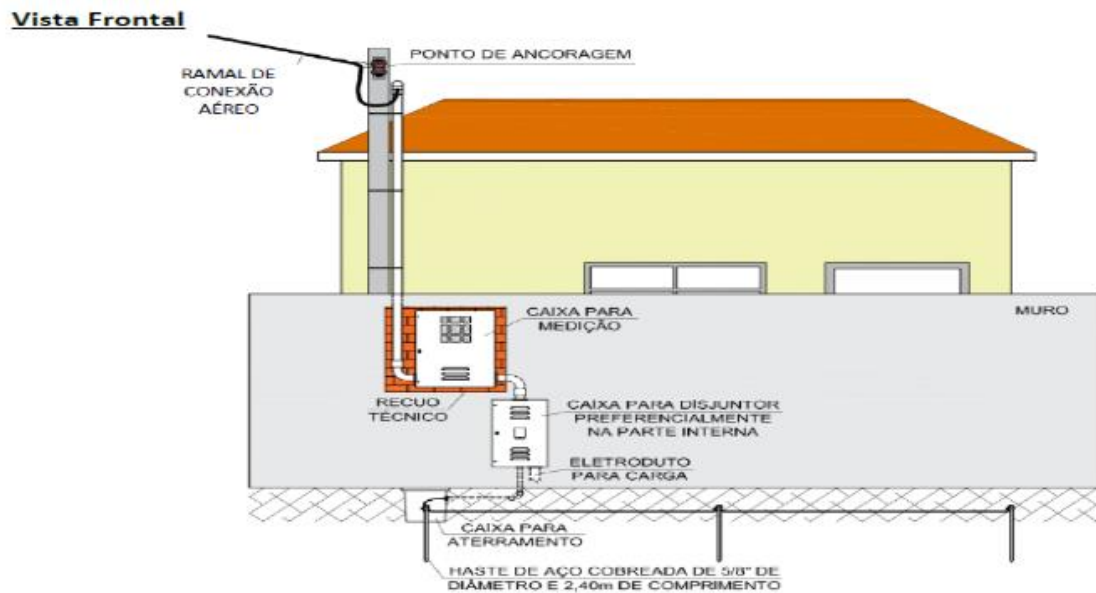 Vista Frontal
PONTO DE ANCORAGEM
RAMAL DE
CONEXÃO
AÉREO
MURO
CAIXA PARA
MEDIÇÃO
RECUO
TÉCNICO
CAIXA PARA DISJUNTOR
PREFERENCIALMENTE
NA PARTE INTERNA
ELETRODUTO
PARA CARGA
CAIXA PARA
ATERRAMENTO
HASTE DE AÇO COBREADA DE 5/8" DE
DIÂMETRO E 2,40m DE COMPRIMENTO